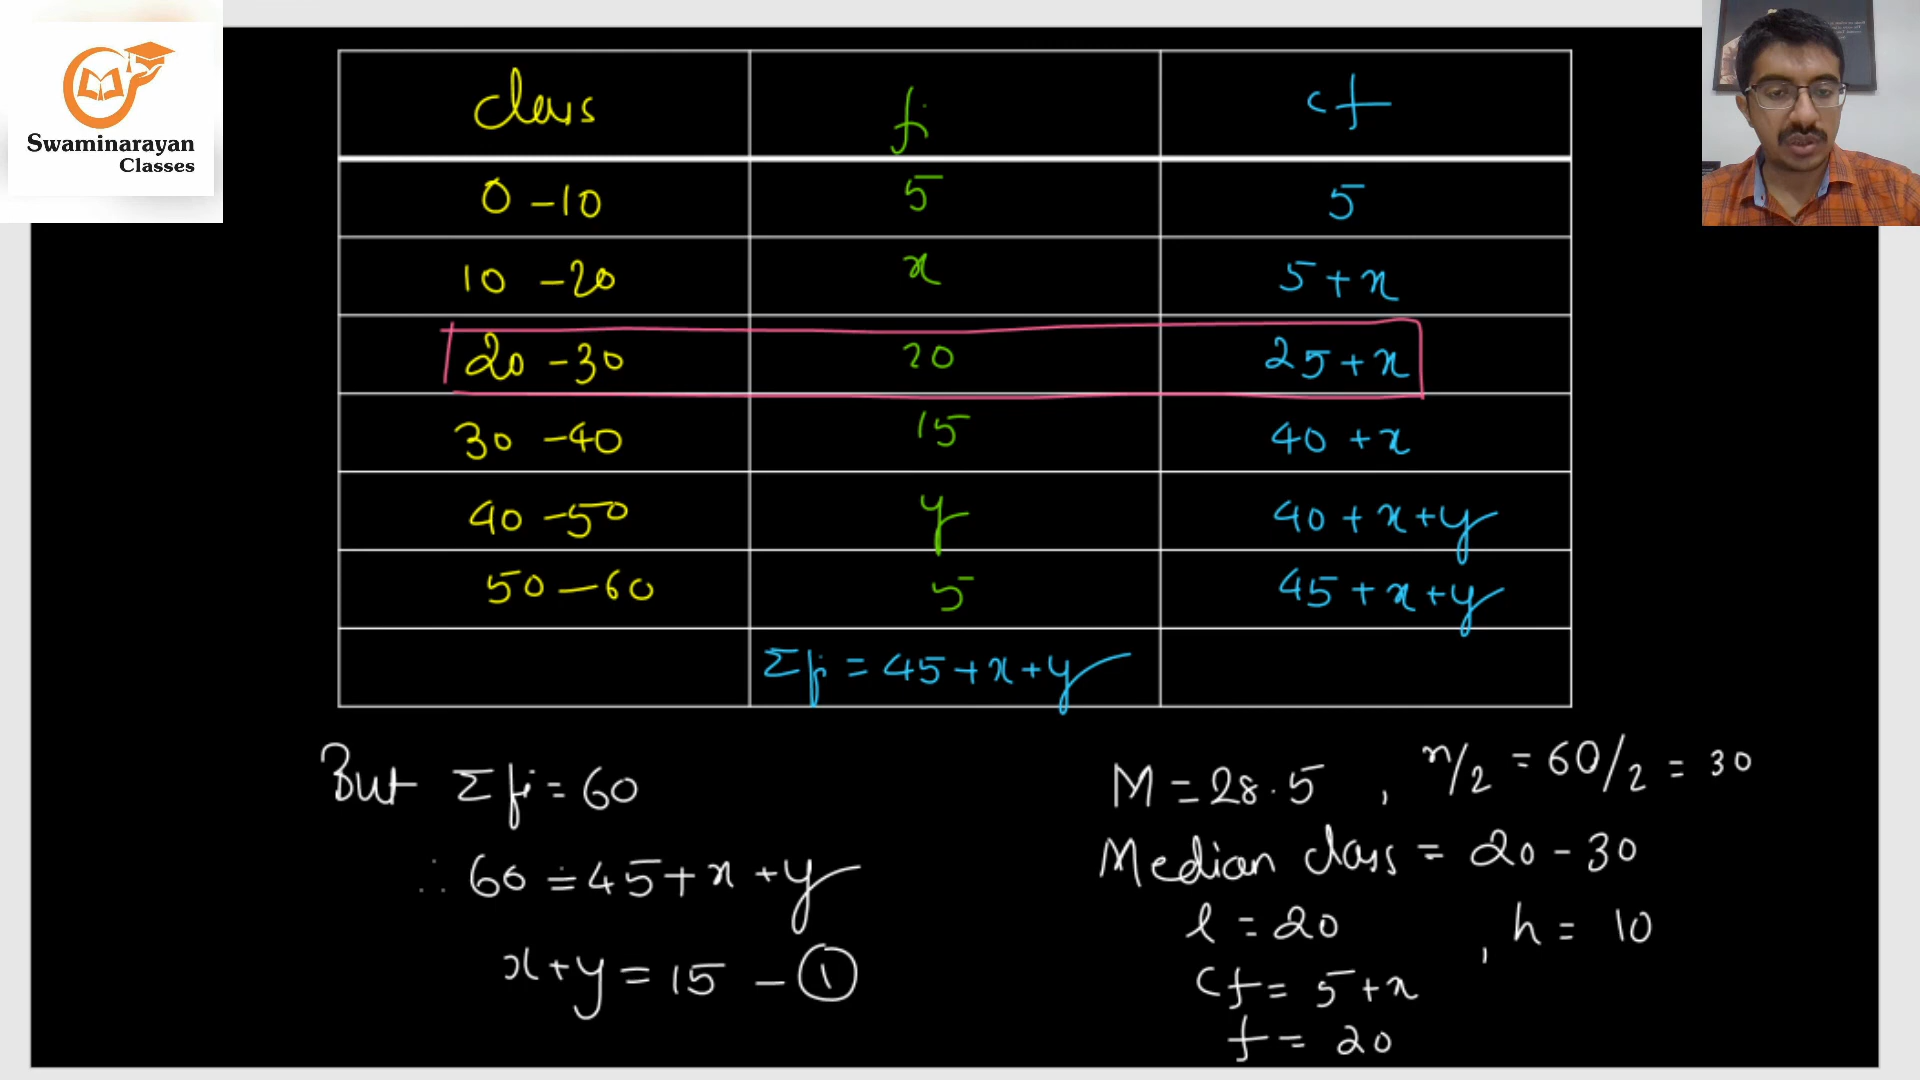 Swaminarayan
Classes
class fi cf
0 - 10 5 5
10 - 20 x 5 + x
20 - 30 20 25 + x
30 - 40 15 40 + x
40 - 50 y 40 + x + y
50 - 60 5 45 + x + y
Σfi = 45 + x + y
But Σfi = 60
∴ 60 = 45 + x + y
x + y = 15 - ①
M = 28.5 , n/2 = 60/2 = 30
Median class = 20 - 30
l = 20 , h = 10
cf = 5 + x
f = 20